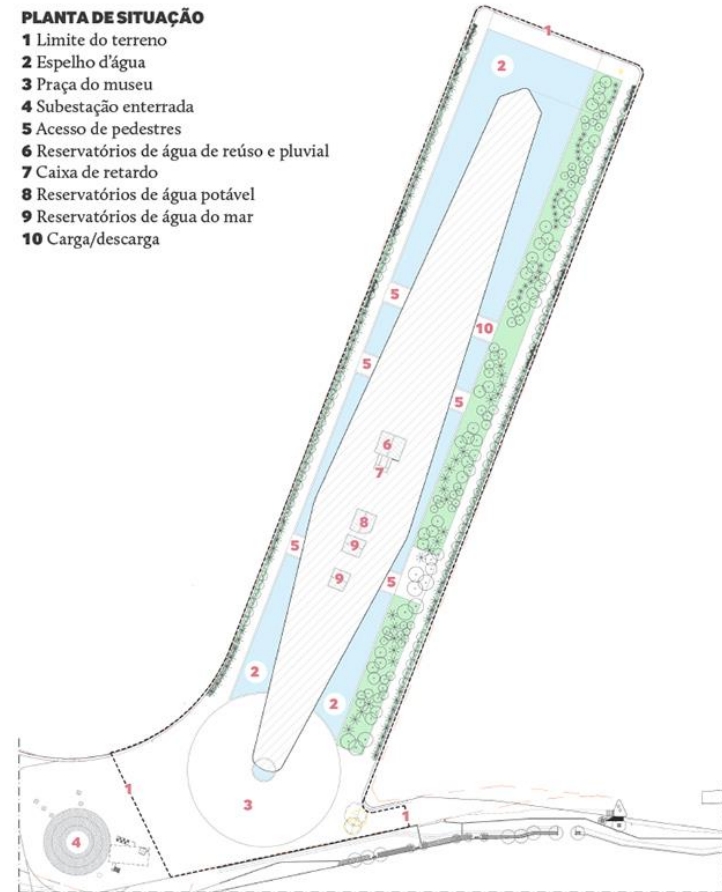 PLANTA DE SITUAÇÃO
1 Limite do terreno
2 Espelho d'água
3 Praça do museu
4 Subestação enterrada
5 Acesso de pedestres
6 Reservatórios de água de reúso e pluvial
7 Caixa de retardo
8 Reservatórios de água potável
9 Reservatórios de água do mar
10 Carga/descarga
1
2
5
10
5
5
6
7
8
5
9
9
5
2
2
1
3
1
4